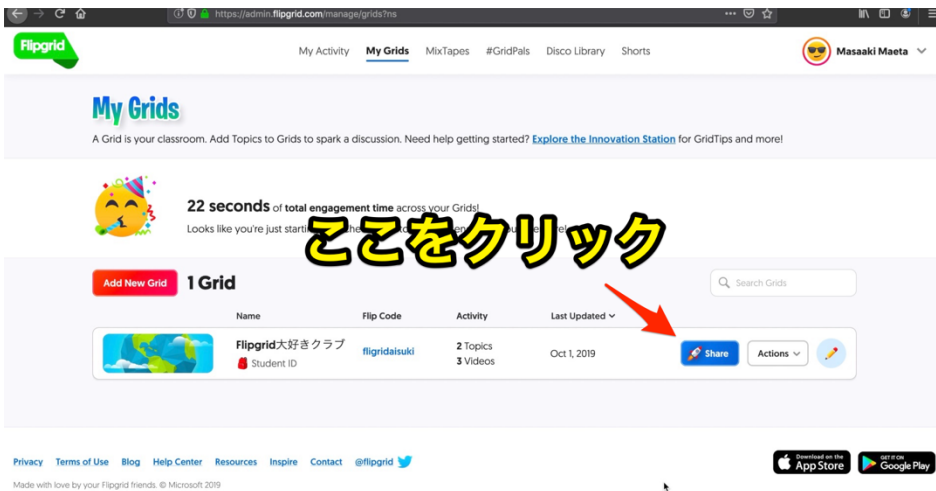 https://admin.flipgrid.com/manage/grids?ns
Flipgrid
My Activity My Grids MixTapes #GridPals Disco Library Shorts Masaaki Maeta
My Grids
A Grid is your classroom. Add Topics to Grids to spark a discussion. Need help getting started? Explore the Innovation Station for GridTips and more!
22 seconds of total engagement time across your Grids!
Looks like you're just
ここをクリック
Add New Grid 1 Grid Search Grids
Name Flip Code Activity Last Updated
Flipgrid大好きクラブ fligridaisuki 2 Topics Oct 1, 2019 Share Actions
Student ID 3 Videos
Privacy Terms of Use Blog Help Center Resources Inspire Contact @flipgrid
Download on the App Store GET IT ON Google Play
Made with love by your Flipgrid friends. © Microsoft 2019